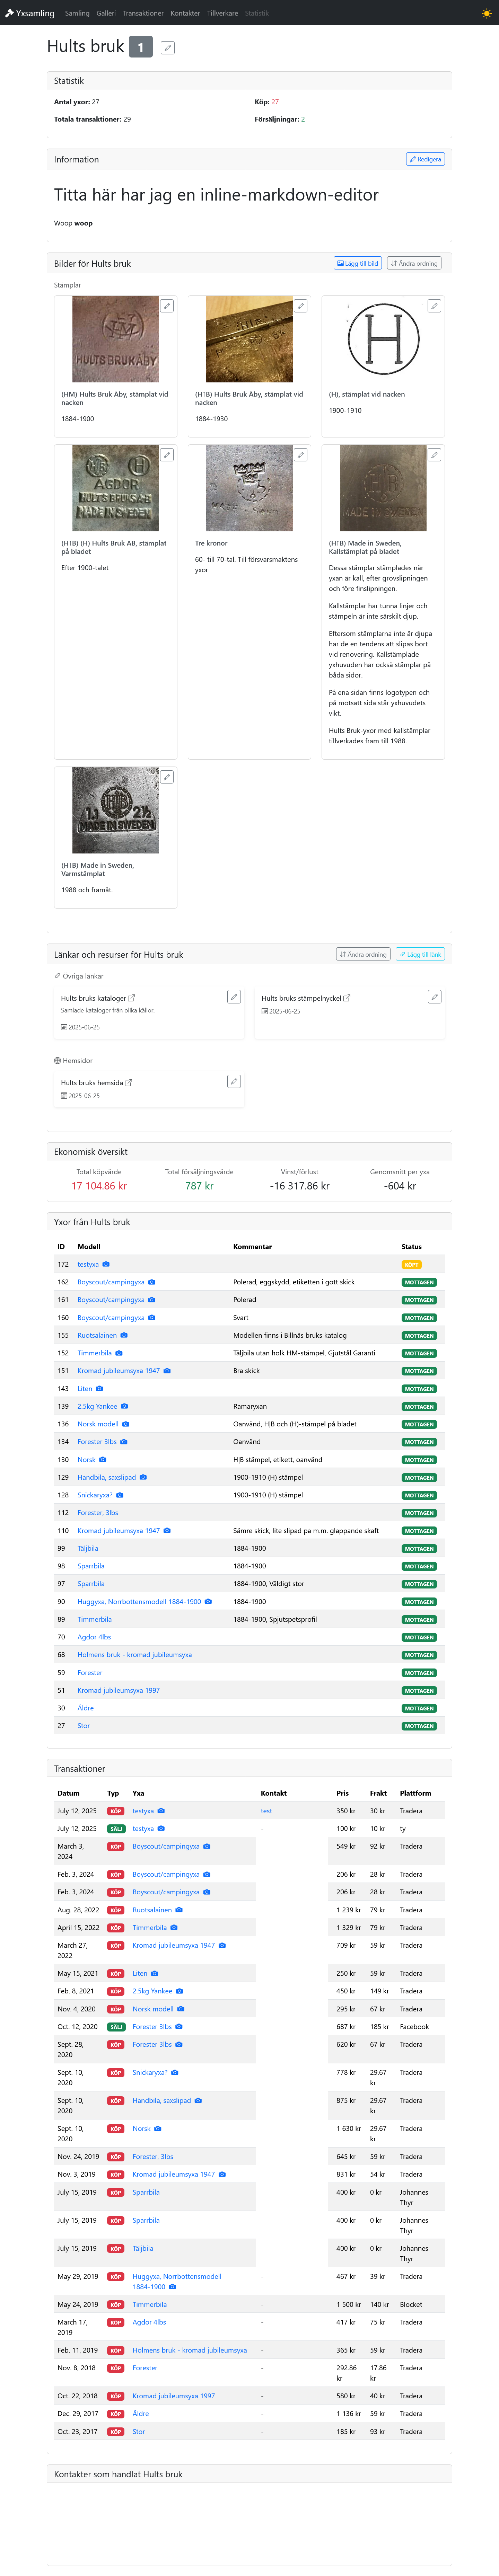 Yxsamling Samling Galleri Transaktioner Kontakter Tillverkare Statistik
Hults bruk 1
Statistik
Antal yxor: 27 Köp: 27
Totala transaktioner: 29 Försäljningar: 2
Information Redigera
Titta här har jag en inline-markdown-editor
Woop woop
Bilder för Hults bruk Lägg till bild Ändra ordning
Stämplar
(HM) Hults Bruk Åby, stämplat vid
nacken
1884-1900
(H!B) Hults Bruk Åby, stämplat vid
nacken
1884-1930
H
(H), stämplat vid nacken
1900-1910
AGDOR
HULTS BRUK AB
MADE IN SWEDEN
(H!B) (H) Hults Bruk AB, stämplat
på bladet
Efter 1900-talet
Tre kronor
60- till 70-tal. Till försvarsmaktens
yxor
MADE IN SWEDEN
(H!B) Made in Sweden,
Kallstämplat på bladet
Dessa stämplar stämplades när
yxan är kall, efter grovslipningen
och före finslipningen.
Kallstämplar har tunna linjer och
stämpeln är inte särskilt djup.
Eftersom stämplarna inte är djupa
har de en tendens att slipas bort
vid renovering. Kallstämplade
yxhuvuden har också stämplar på
båda sidor.
På ena sidan finns logotypen och
på motsatt sida står yxhuvudets
vikt.
Hults Bruk-yxor med kallstämplar
tillverkades fram till 1988.
1.1 HB 2½
MADE IN SWEDEN
(H!B) Made in Sweden,
Varmstämplat
1988 och framåt.
Länkar och resurser för Hults bruk Ändra ordning Lägg till länk
Övriga länkar
Hults bruks kataloger
Samlade kataloger från olika källor.
2025-06-25
Hults bruks stämpelnyckel
2025-06-25
Hemsidor
Hults bruks hemsida
2025-06-25
Ekonomisk översikt
Total köpvärde Total försäljningsvärde Vinst/förlust Genomsnitt per yxa
17 104.86 kr 787 kr -16 317.86 kr -604 kr
Yxor från Hults bruk
ID Modell Kommentar Status
172 testyxa KÖPT
162 Boyscout/campingyxa Polerad, eggskydd, etiketten i gott skick MOTTAGEN
161 Boyscout/campingyxa Polerad MOTTAGEN
160 Boyscout/campingyxa Svart MOTTAGEN
155 Ruotsalainen Modellen finns i Billnäs bruks katalog MOTTAGEN
152 Timmerbila Täljbila utan holk HM-stämpel, Gjutstål Garanti MOTTAGEN
151 Kromad jubileumsyxa 1947 Bra skick MOTTAGEN
143 Liten MOTTAGEN
139 2.5kg Yankee Ramaryxan MOTTAGEN
136 Norsk modell Oanvänd, H|B och (H)-stämpel på bladet MOTTAGEN
134 Forester 3lbs Oanvänd MOTTAGEN
130 Norsk H|B stämpel, etikett, oanvänd MOTTAGEN
129 Handbila, saxslipad 1900-1910 (H) stämpel MOTTAGEN
128 Snickaryxa? 1900-1910 (H) stämpel MOTTAGEN
112 Forester, 3lbs MOTTAGEN
110 Kromad jubileumsyxa 1947 Sämre skick, lite slipad på m.m. glappande skaft MOTTAGEN
99 Täljbila 1884-1900 MOTTAGEN
98 Sparrbila 1884-1900 MOTTAGEN
97 Sparrbila 1884-1900, Väldigt stor MOTTAGEN
90 Huggyxa, Norrbottensmodell 1884-1900 1884-1900 MOTTAGEN
89 Timmerbila 1884-1900, Spjutspetsprofil MOTTAGEN
70 Agdor 4lbs MOTTAGEN
68 Holmens bruk - kromad jubileumsyxa MOTTAGEN
59 Forester MOTTAGEN
51 Kromad jubileumsyxa 1997 MOTTAGEN
30 Äldre MOTTAGEN
27 Stor MOTTAGEN
Transaktioner
Datum Typ Yxa Kontakt Pris Frakt Plattform
July 12, 2025 KÖP testyxa test 350 kr 30 kr Tradera
July 12, 2025 SÄLJ testyxa - 100 kr 10 kr ty
March 3, KÖP Boyscout/campingyxa 549 kr 92 kr Tradera
2024
Feb. 3, 2024 KÖP Boyscout/campingyxa 206 kr 28 kr Tradera
Feb. 3, 2024 KÖP Boyscout/campingyxa 206 kr 28 kr Tradera
Aug. 28, 2022 KÖP Ruotsalainen 1 239 kr 79 kr Tradera
April 15, 2022 KÖP Timmerbila 1 329 kr 79 kr Tradera
March 27, KÖP Kromad jubileumsyxa 1947 709 kr 59 kr Tradera
2022
May 15, 2021 KÖP Liten 250 kr 59 kr Tradera
Feb. 8, 2021 KÖP 2.5kg Yankee 450 kr 149 kr Tradera
Nov. 4, 2020 KÖP Norsk modell 295 kr 67 kr Tradera
Oct. 12, 2020 SÄLJ Forester 3lbs 687 kr 185 kr Facebook
Sept. 28, KÖP Forester 3lbs 620 kr 67 kr Tradera
2020
Sept. 10, KÖP Snickaryxa? 778 kr 29.67 Tradera
2020 kr
Sept. 10, KÖP Handbila, saxslipad 875 kr 29.67 Tradera
2020 kr
Sept. 10, KÖP Norsk 1 630 kr 29.67 Tradera
2020 kr
Nov. 24, 2019 KÖP Forester, 3lbs 645 kr 59 kr Tradera
Nov. 3, 2019 KÖP Kromad jubileumsyxa 1947 831 kr 54 kr Tradera
July 15, 2019 KÖP Sparrbila 400 kr 0 kr Johannes
Thyr
July 15, 2019 KÖP Sparrbila 400 kr 0 kr Johannes
Thyr
July 15, 2019 KÖP Täljbila 400 kr 0 kr Johannes
Thyr
May 29, 2019 KÖP Huggyxa, Norrbottensmodell - 467 kr 39 kr Tradera
1884-1900
May 24, 2019 KÖP Timmerbila - 1 500 kr 140 kr Blocket
March 17, KÖP Agdor 4lbs - 417 kr 75 kr Tradera
2019
Feb. 11, 2019 KÖP Holmens bruk - kromad jubileumsyxa - 365 kr 59 kr Tradera
Nov. 8, 2018 KÖP Forester - 292.86 17.86 Tradera
kr kr
Oct. 22, 2018 KÖP Kromad jubileumsyxa 1997 - 580 kr 40 kr Tradera
Dec. 29, 2017 KÖP Äldre - 1 136 kr 59 kr Tradera
Oct. 23, 2017 KÖP Stor - 185 kr 93 kr Tradera
Kontakter som handlat Hults bruk